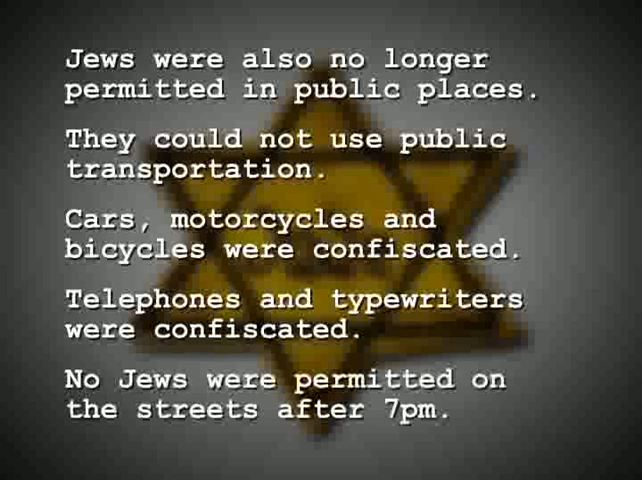 Jews were also no longer
permitted in public places.
They could not use public
transportation.
Cars, motorcycles and
bicycles were confiscated.
Telephones and typewriters
were confiscated.
No Jews were permitted on
the streets after 7pm.